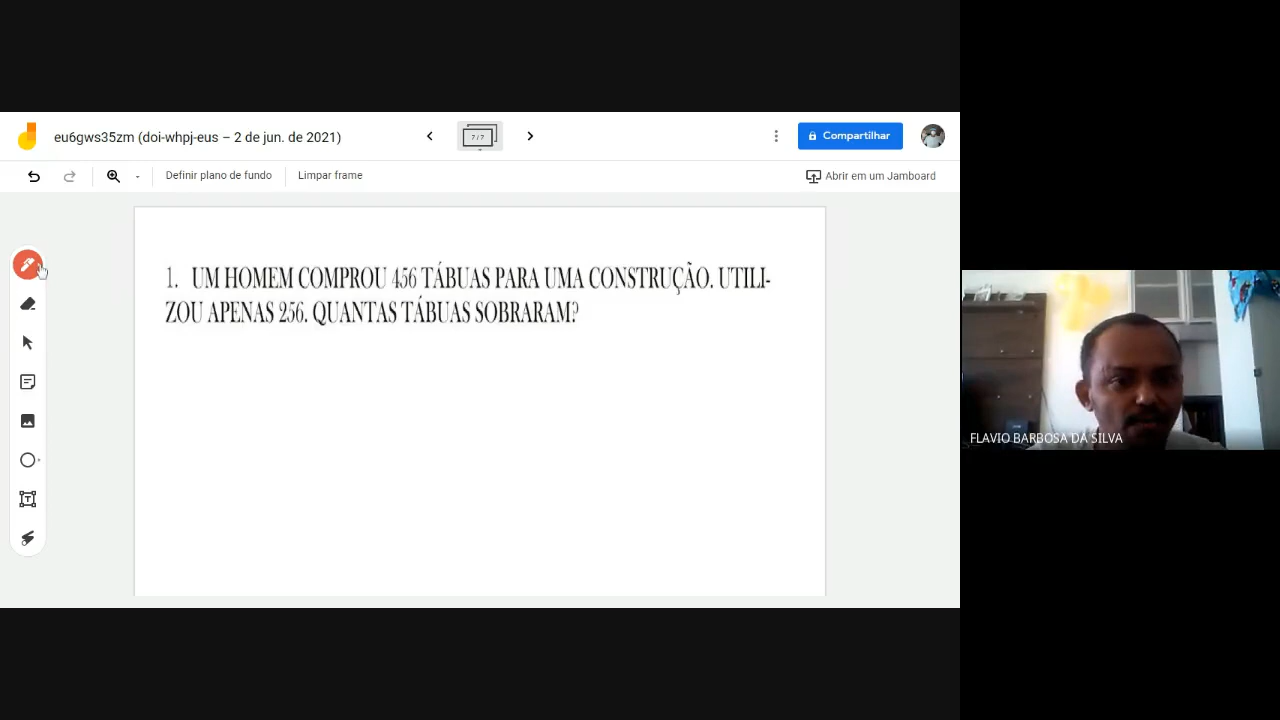 eu6gws35zm (doi-whpj-eus – 2 de jun. de 2021)
7 / 7
Compartilhar
Definir plano de fundo
Limpar frame
Abrir em um Jamboard
1. UM HOMEM COMPROU 456 TÁBUAS PARA UMA CONSTRUÇÃO. UTILI-
ZOU APENAS 256. QUANTAS TÁBUAS SOBRARAM?
FLAVIO BARBOSA DA SILVA